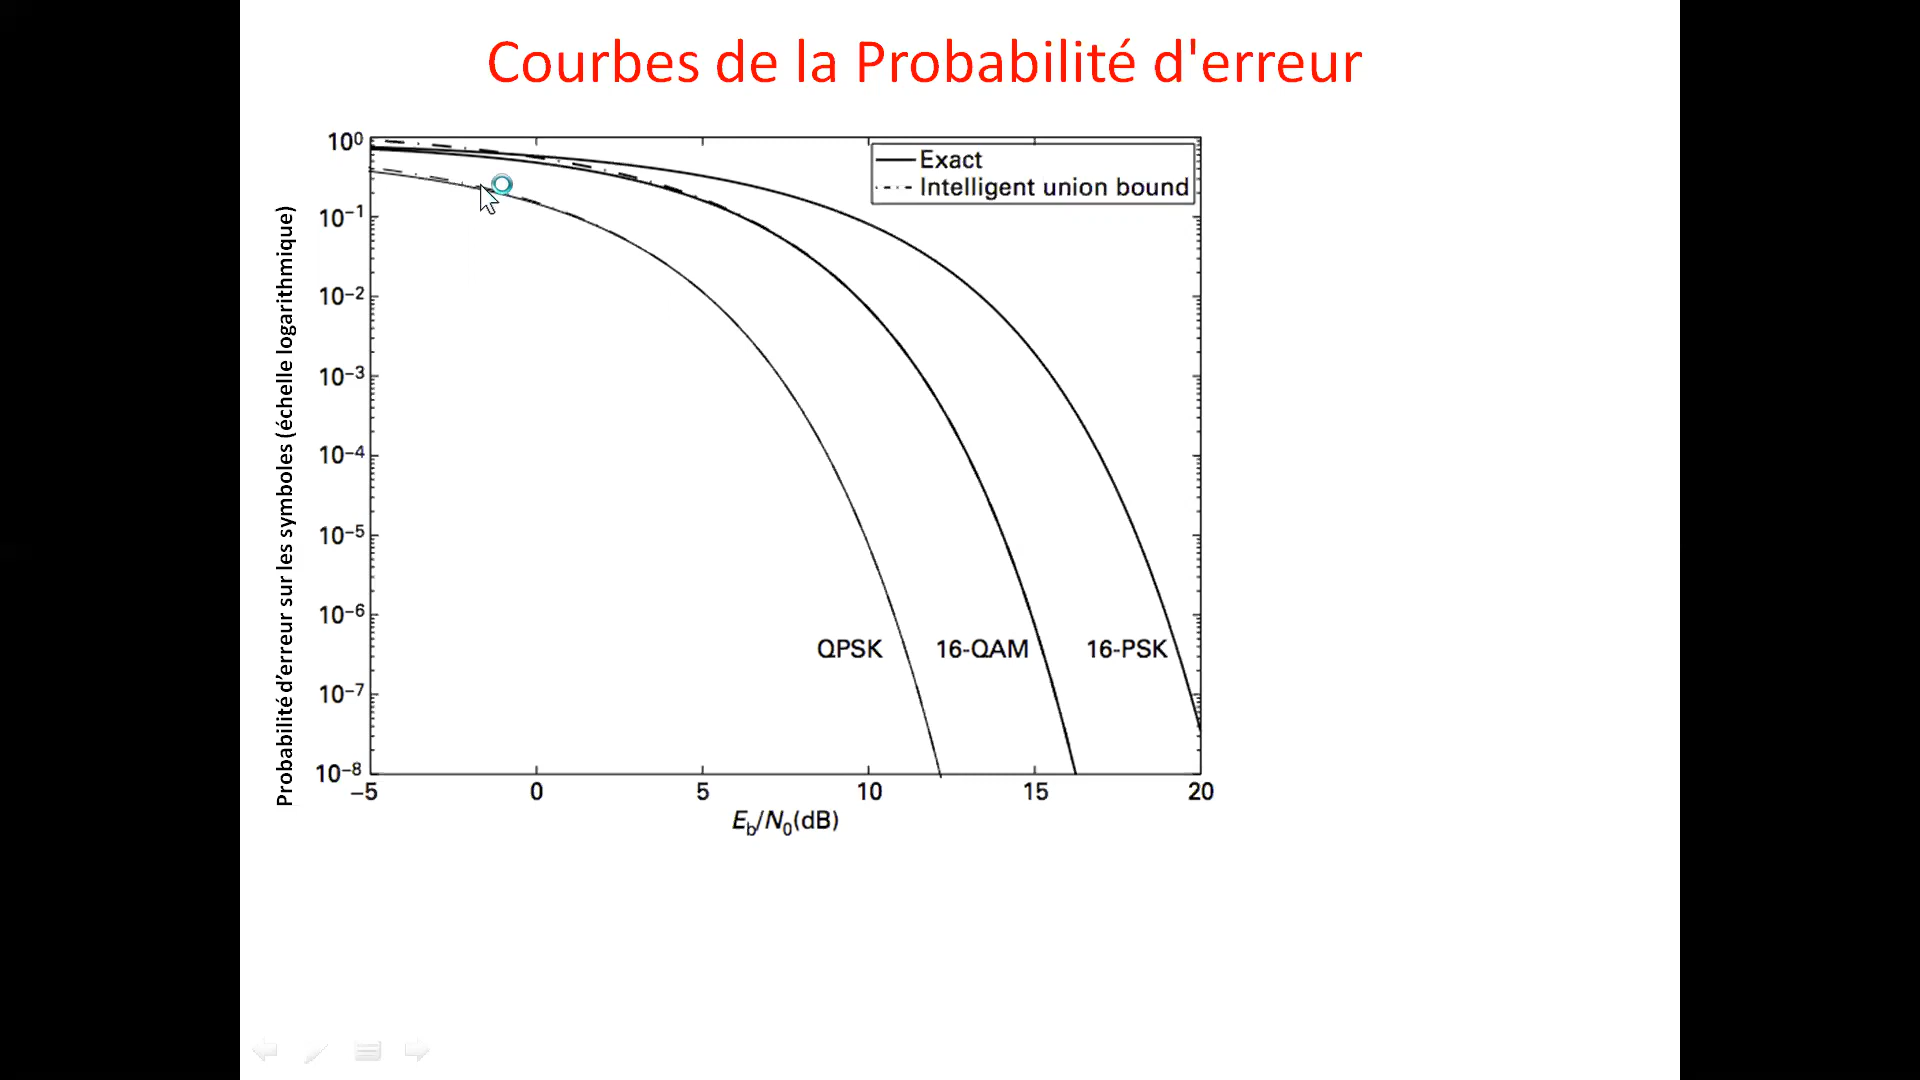 Courbes de la Probabilité d'erreur
Probabilité d’erreur sur les symboles (échelle logarithmique)
10⁰
10⁻¹
10⁻²
10⁻³
10⁻⁴
10⁻⁵
10⁻⁶
10⁻⁷
10⁻⁸
Exact
Intelligent union bound
QPSK 16-QAM 16-PSK
−5 0 5 10 15 20
E_b/N_0(dB)